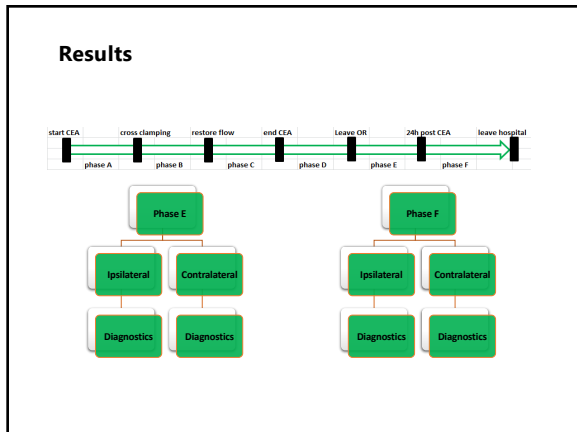 Results
start CEA cross clamping restore flow end CEA Leave OR 24h post CEA leave hospital
phase A phase B phase C phase D phase E phase F
Phase E Phase F
Ipsilateral Contralateral Ipsilateral Contralateral
Diagnostics Diagnostics Diagnostics Diagnostics